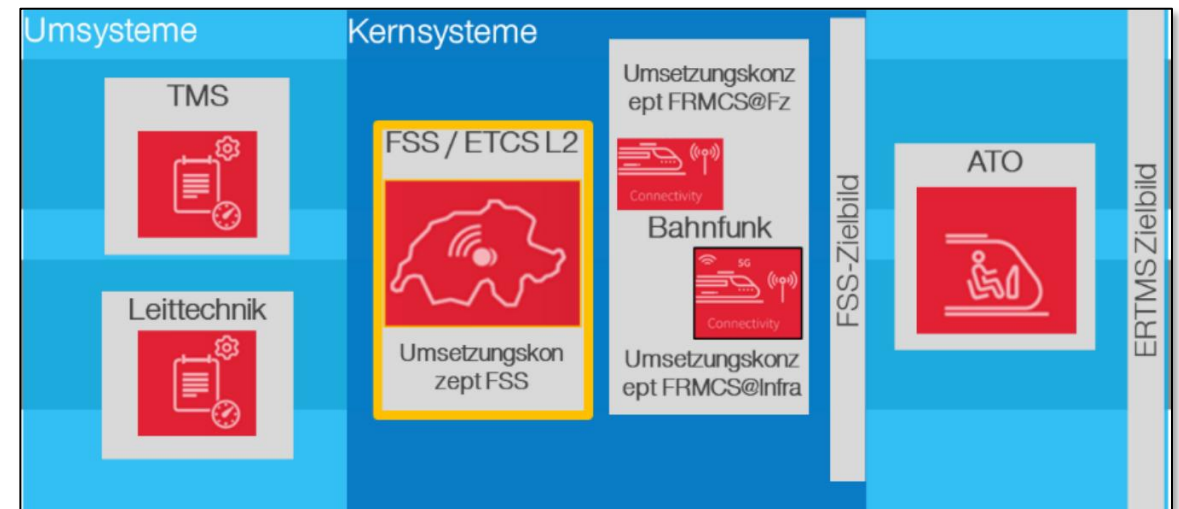 Umsysteme
TMS
Leittechnik
Kernsysteme
FSS / ETCS L2
Umsetzungskon
zept FSS
Umsetzungskonz
ept FRMCS@Fz
Connectivity
Bahnfunk
5G
Connectivity
Umsetzungskonz
ept FRMCS@Infra
FSS-Zielbild
ATO
ERTMS Zielbild